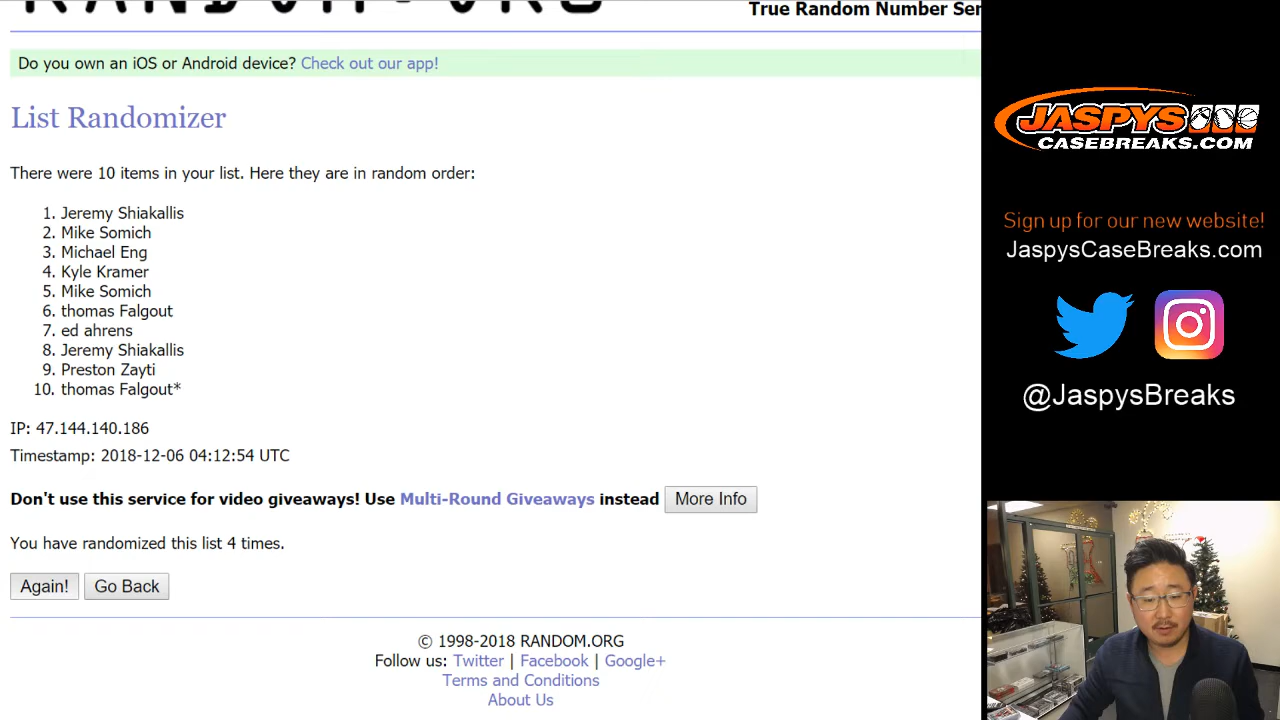 RANDOM.ORG
True Random Number Ser
Do you own an iOS or Android device? Check out our app!
List Randomizer
There were 10 items in your list. Here they are in random order:
1. Jeremy Shiakallis
2. Mike Somich
3. Michael Eng
4. Kyle Kramer
5. Mike Somich
6. thomas Falgout
7. ed ahrens
8. Jeremy Shiakallis
9. Preston Zayti
10. thomas Falgout*
IP: 47.144.140.186
Timestamp: 2018-12-06 04:12:54 UTC
Don't use this service for video giveaways! Use Multi-Round Giveaways instead More Info
You have randomized this list 4 times.
Again! Go Back
© 1998-2018 RANDOM.ORG
Follow us: Twitter | Facebook | Google+
Terms and Conditions
About Us
JASPYS
CASEBREAKS.COM
Sign up for our new website!
JaspysCaseBreaks.com
@JaspysBreaks